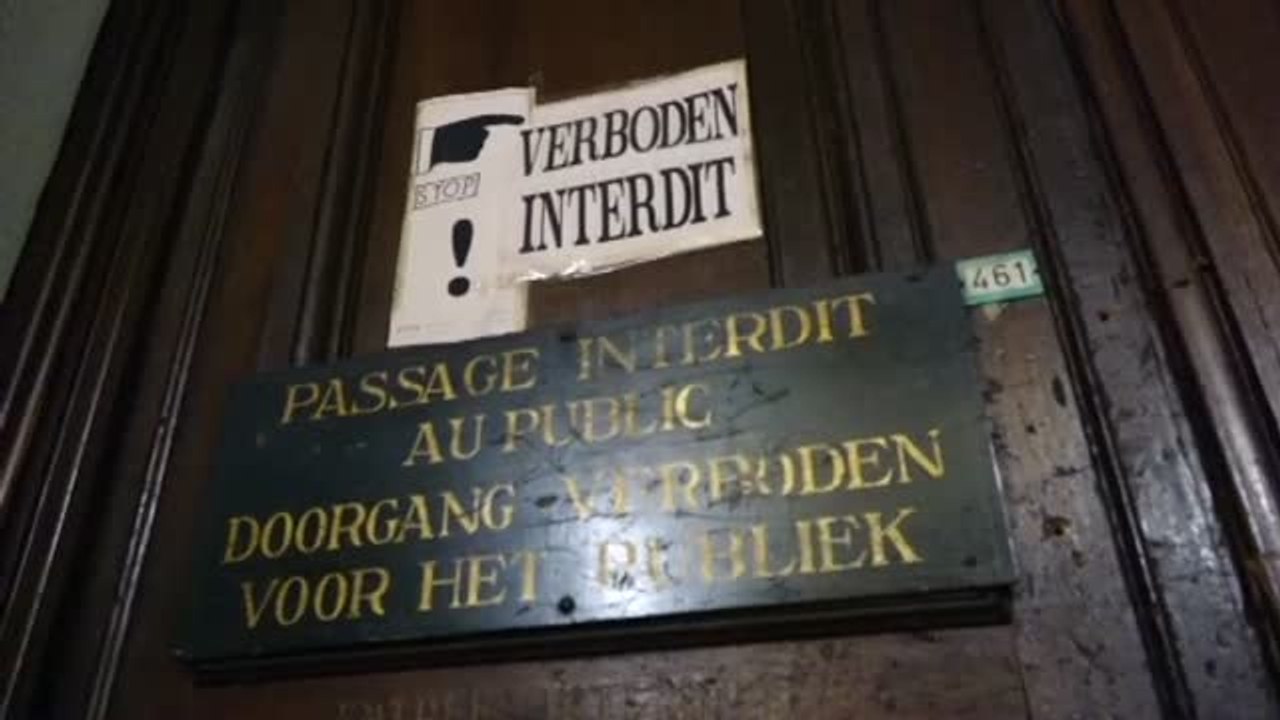 VERBODEN
STOP
!
INTERDIT
461
PASSAGE INTERDIT
AU PUBLIC
DOORGANG VERBODEN
VOOR HET PUBLIEK